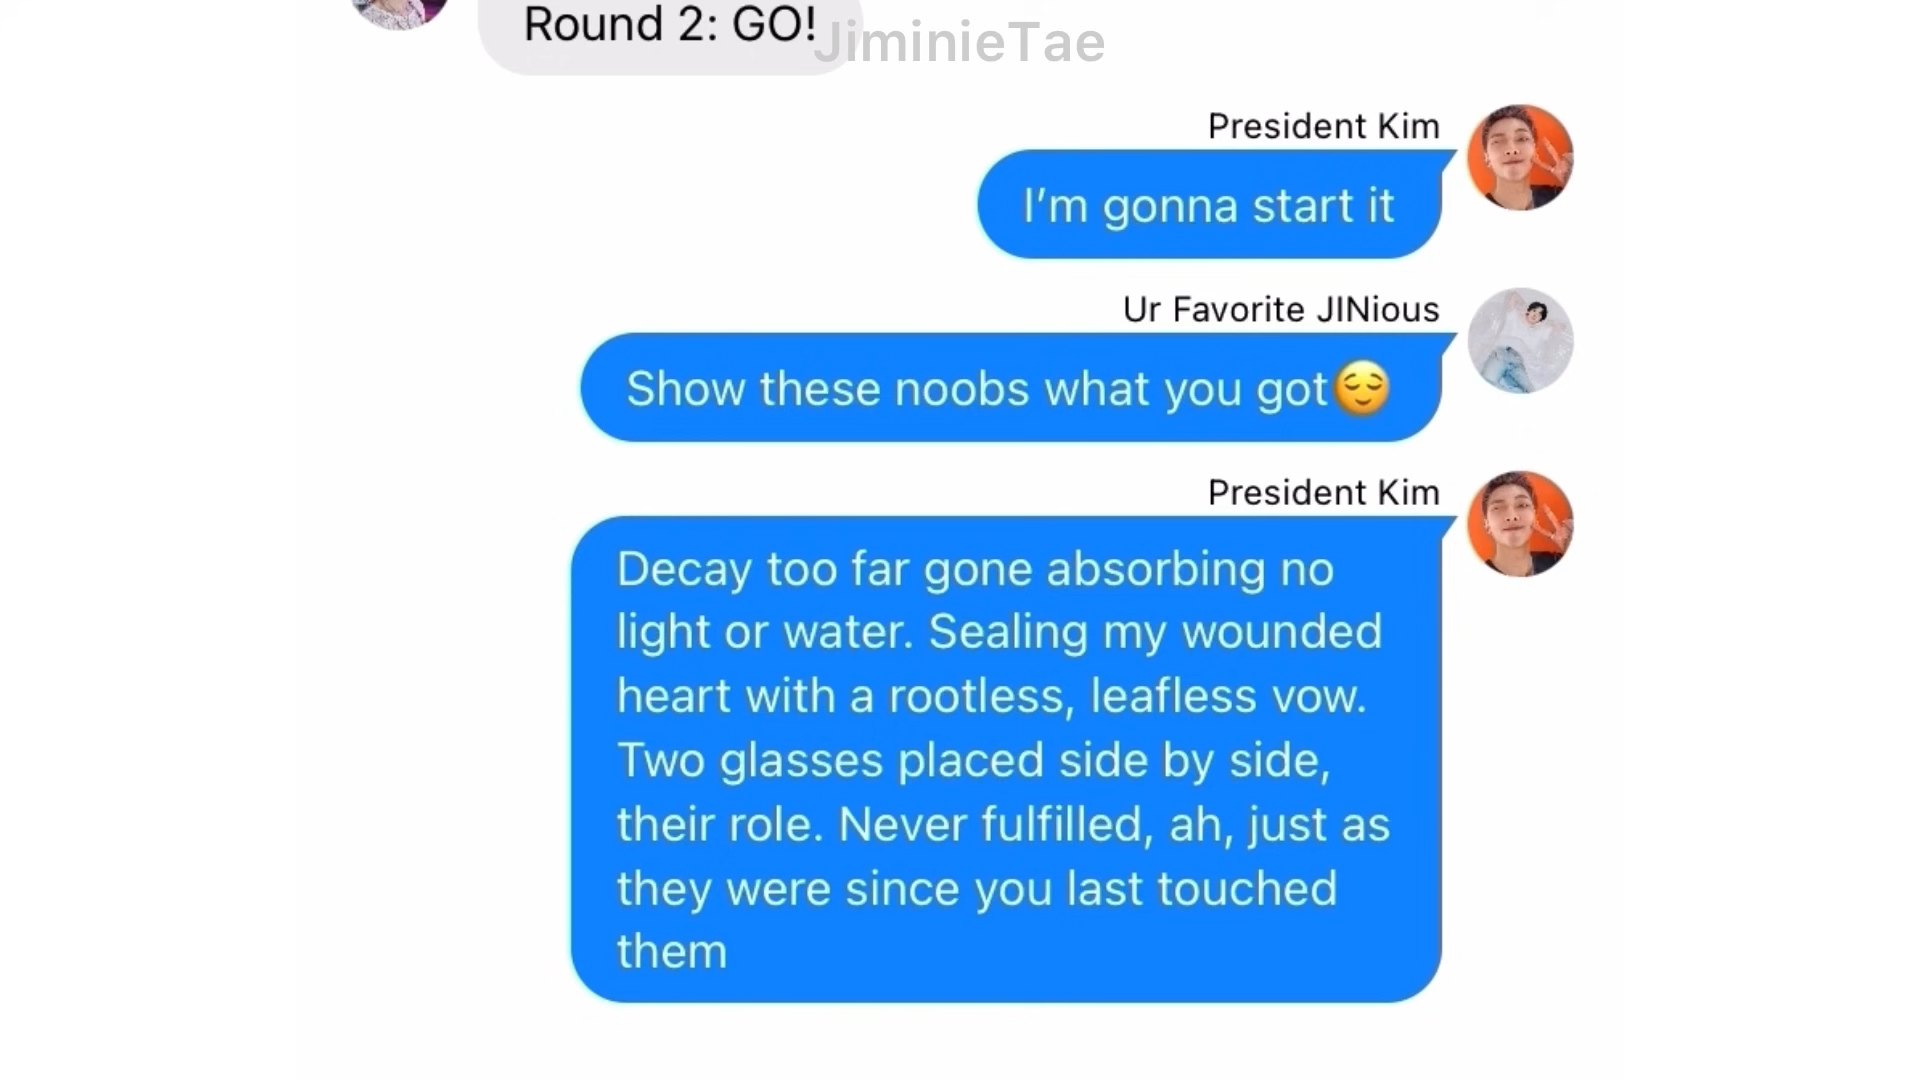 Round 2: GO!
JiminieTae
President Kim
I’m gonna start it
Ur Favorite JINious
Show these noobs what you got😌
President Kim
Decay too far gone absorbing no
light or water. Sealing my wounded
heart with a rootless, leafless vow.
Two glasses placed side by side,
their role. Never fulfilled, ah, just as
they were since you last touched
them